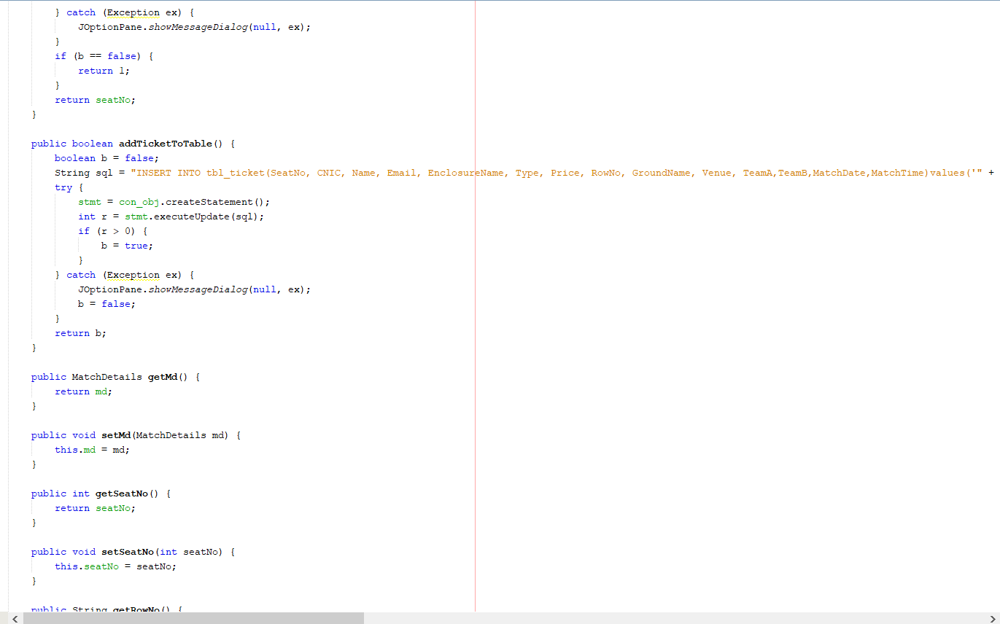 } catch (Exception ex) {
JOptionPane.showMessageDialog(null, ex);
}
if (b == false) {
return 1;
}
return seatNo;
}
public boolean addTicketToTable() {
boolean b = false;
String sql = "INSERT INTO tbl_ticket(SeatNo, CNIC, Name, Email, EnclosureName, Type, Price, RowNo, GroundName, Venue, TeamA,TeamB,MatchDate,MatchTime)values('" +
try {
stmt = con_obj.createStatement();
int r = stmt.executeUpdate(sql);
if (r > 0) {
b = true;
}
} catch (Exception ex) {
JOptionPane.showMessageDialog(null, ex);
b = false;
}
return b;
}
public MatchDetails getMd() {
return md;
}
public void setMd(MatchDetails md) {
this.md = md;
}
public int getSeatNo() {
return seatNo;
}
public void setSeatNo(int seatNo) {
this.seatNo = seatNo;
}
public String getRowNo() {